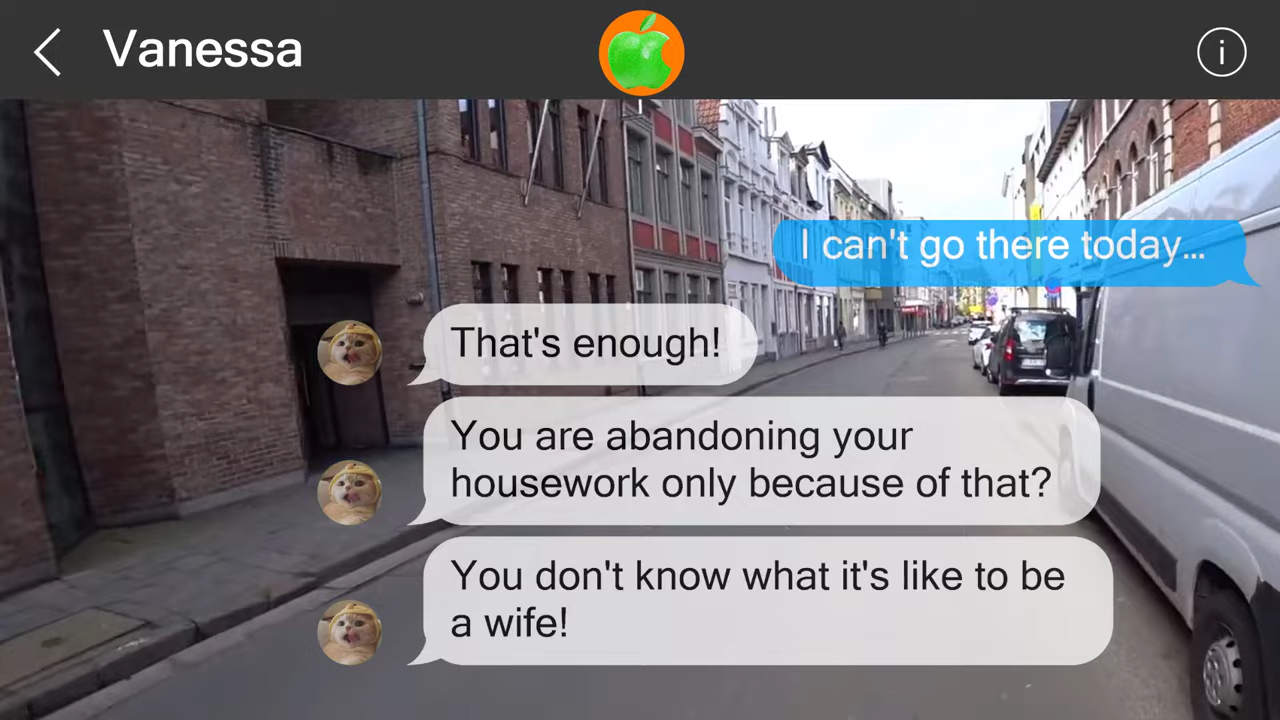 Vanessa
i
I can't go there today...
That's enough!
You are abandoning your
housework only because of that?
You don't know what it's like to be
a wife!